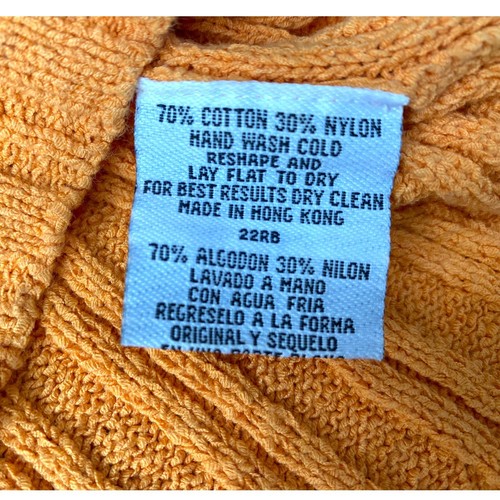 70% COTTON 30% NYLON
HAND WASH COLD
RESHAPE AND
LAY FLAT TO DRY
FOR BEST RESULTS DRY CLEAN
MADE IN HONG KONG
22RB
70% ALGODON 30% NILON
LAVADO A MANO
CON AGUA FRIA
REGRESELO A LA FORMA
ORIGINAL Y SEQUELO